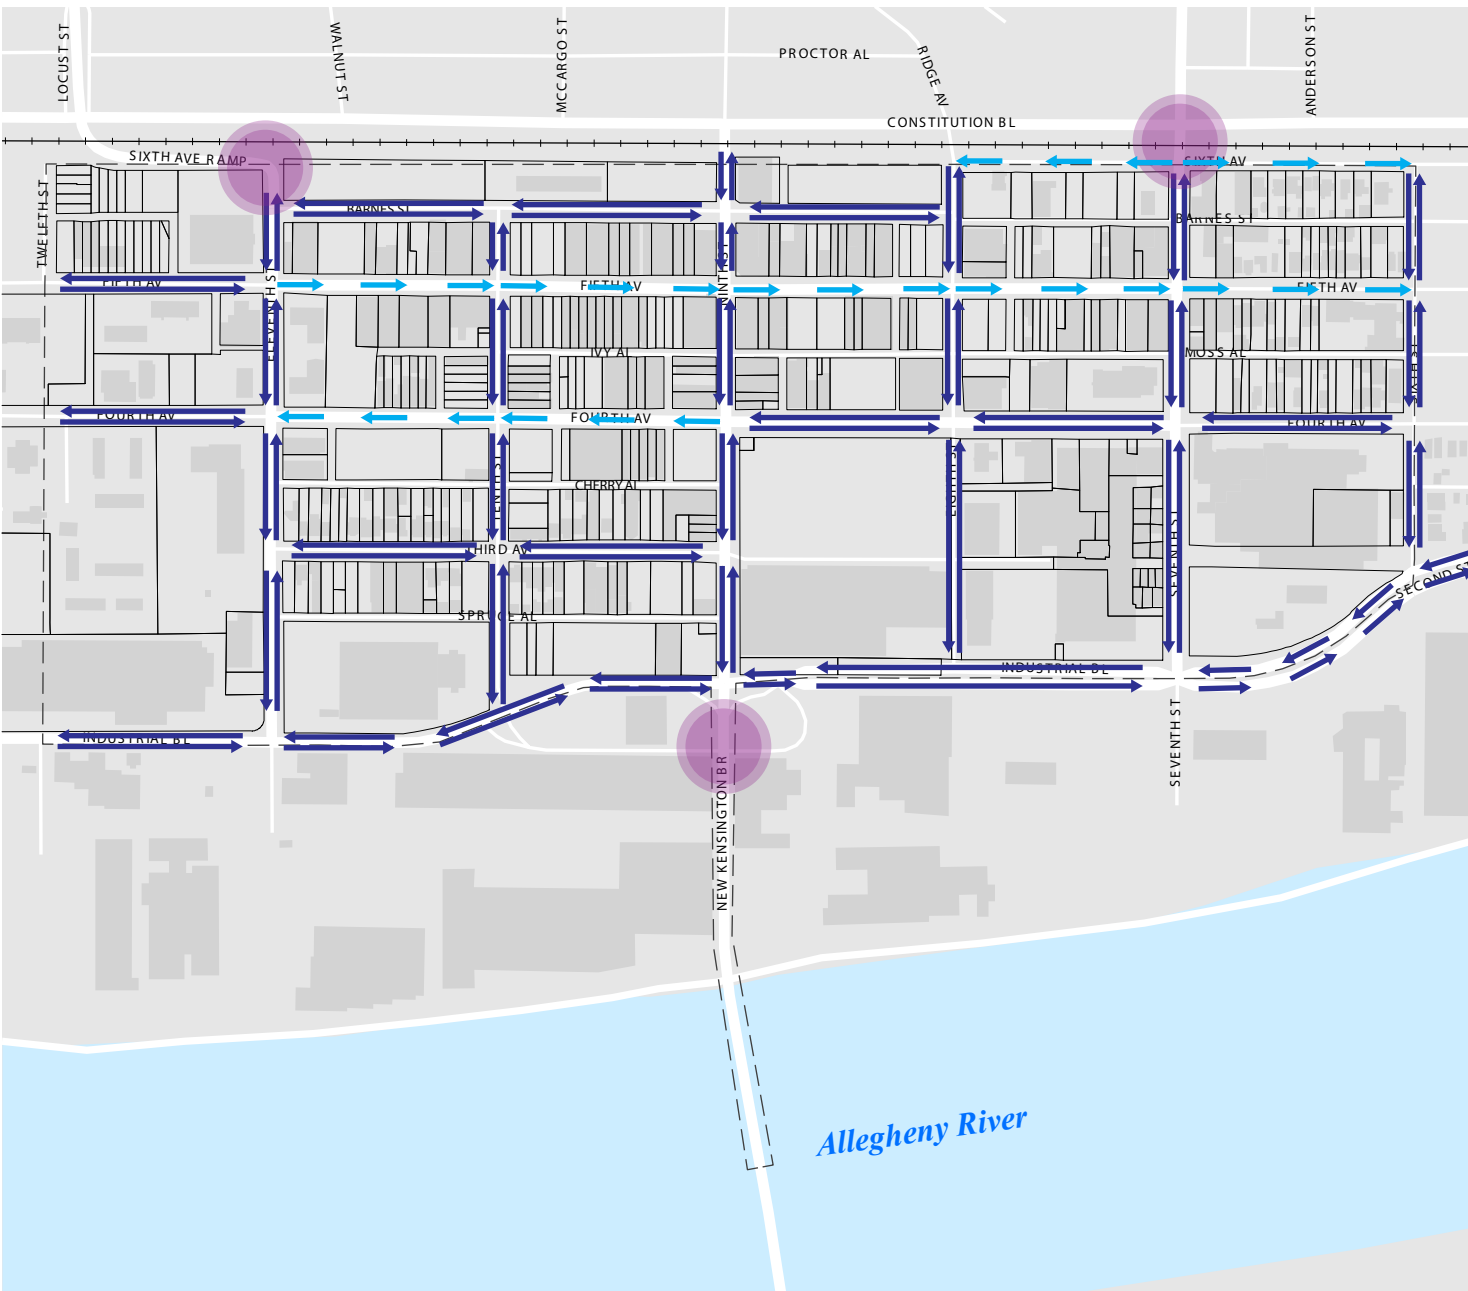 LOCUST ST
WALNUT ST
MCCARGO ST
PROCTOR AL
RIDGE AV
ANDERSON ST
CONSTITUTION BL
SIXTH AVE RAMP
SIXTH AV
TWELFTH ST
BARNES ST
BARNES ST
FIFTH AV
FIFTH AV
FIFTH AV
NINTH ST
ELEVENTH ST
IVY AL
MOSS AL
FOURTH AV
FOURTH AV
FOURTH AV
TENTH ST
EIGHTH ST
CHERRY AL
THIRD AV
SEVENTH ST
SECOND ST
SPRUCE AL
INDUSTRIAL BL
INDUSTRIAL BL
SEVENTH ST
NEW KENSINGTON BR
Allegheny River